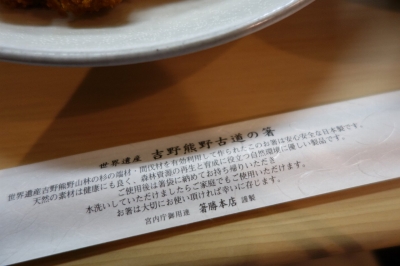 世界遺産 吉野熊野古道の箸
世界遺産吉野熊野山林の杉の端材・間伐材を有効利用して作られたこのお箸は安心安全な日本製です。
天然の素材は健康にも良く、森林資源の再生と育成に役立つ自然環境に優しい製品です。
ご使用後は箸袋に納めてお持ち帰りいただき
水洗いしていただけましたらご家庭でもご使用いただけます。
お箸は大切にお使い頂ければ幸いに存じます。
宮内庁御用達 箸勝本店 謹製